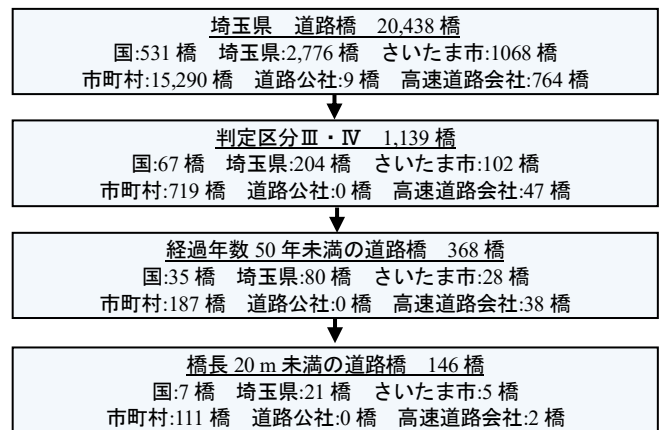 埼玉県　道路橋　20,438 橋
国:531 橋　埼玉県:2,776 橋　さいたま市:1068 橋
市町村:15,290 橋　道路公社:9 橋　高速道路会社:764 橋
判定区分Ⅲ・Ⅳ　1,139 橋
国:67 橋　埼玉県:204 橋　さいたま市:102 橋
市町村:719 橋　道路公社:0 橋　高速道路会社:47 橋
経過年数 50 年未満の道路橋　368 橋
国:35 橋　埼玉県:80 橋　さいたま市:28 橋
市町村:187 橋　道路公社:0 橋　高速道路会社:38 橋
橋長 20 m 未満の道路橋　146 橋
国:7 橋　埼玉県:21 橋　さいたま市:5 橋
市町村:111 橋　道路公社:0 橋　高速道路会社:2 橋